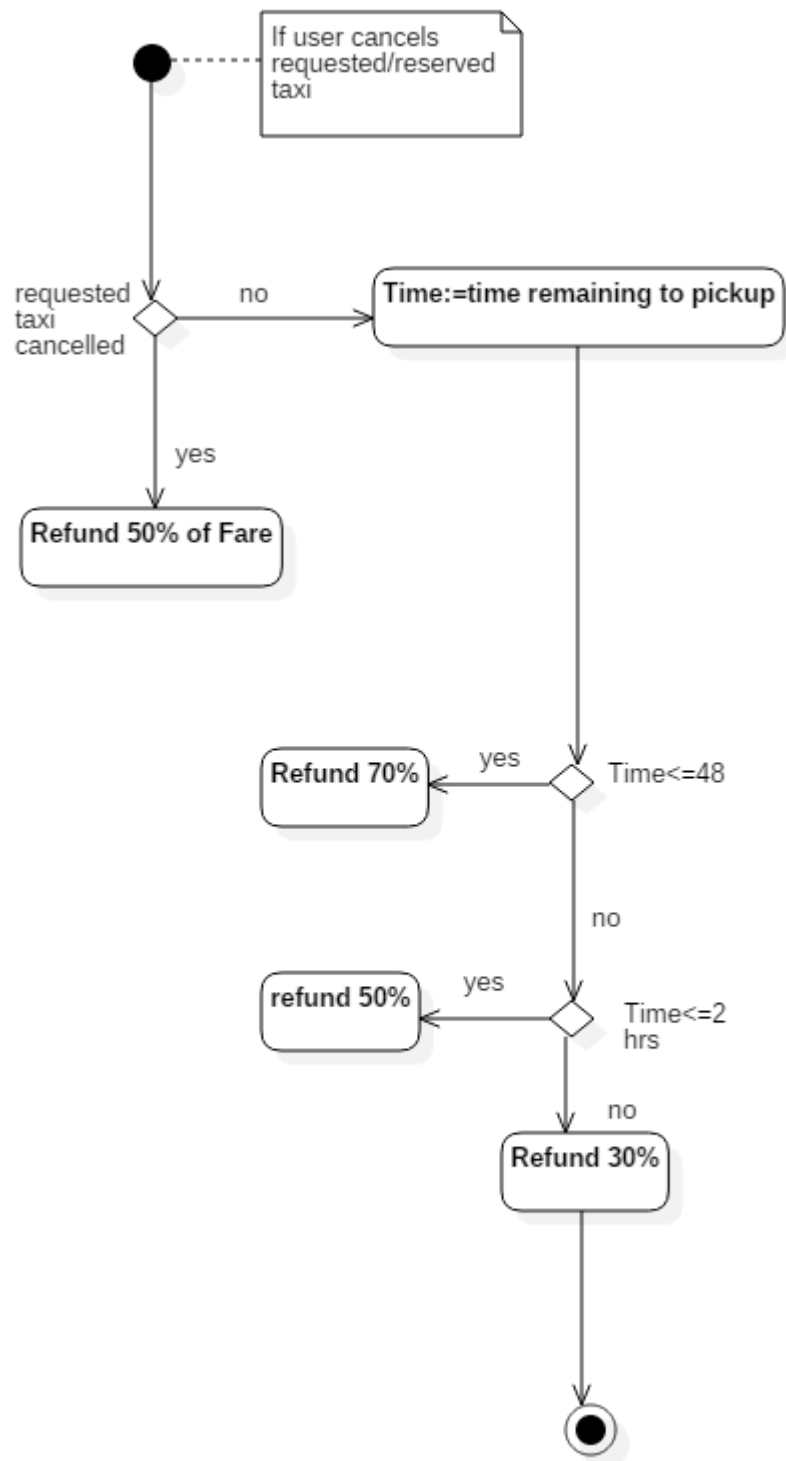 If user cancels
requested/reserved
taxi
requested
taxi
cancelled
no
Time:=time remaining to pickup
yes
Refund 50% of Fare
Refund 70%
yes
Time<=48
no
refund 50%
yes
Time<=2
hrs
no
Refund 30%